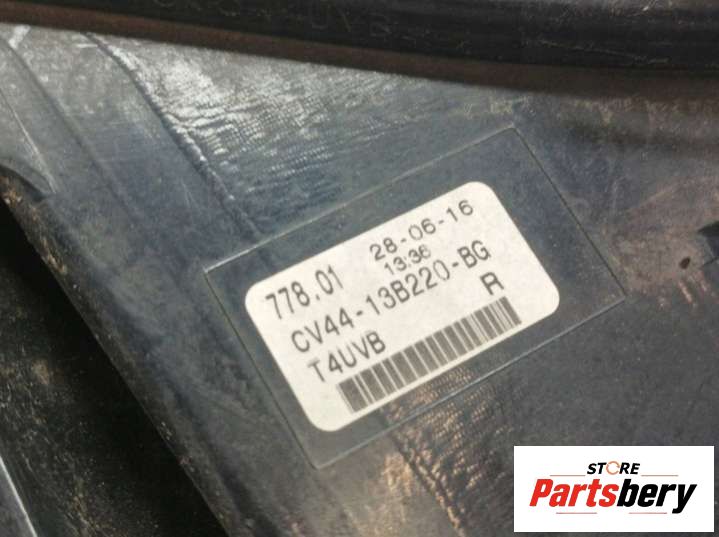 778.01 28-06-16
13:36
CV44-13B220-BG
T4UVB R
STORE
Partsbery